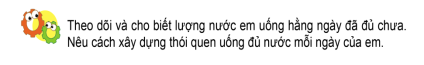 Theo dõi và cho biết lượng nước em uống hằng ngày đã đủ chưa.
Nêu cách xây dựng thói quen uống đủ nước mỗi ngày của em.